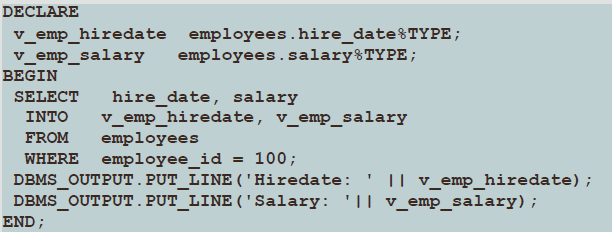 DECLARE
v_emp_hiredate employees.hire_date%TYPE;
v_emp_salary employees.salary%TYPE;
BEGIN
SELECT hire_date, salary
INTO v_emp_hiredate, v_emp_salary
FROM employees
WHERE employee_id = 100;
DBMS_OUTPUT.PUT_LINE('Hiredate: ' || v_emp_hiredate);
DBMS_OUTPUT.PUT_LINE('Salary: '|| v_emp_salary);
END;